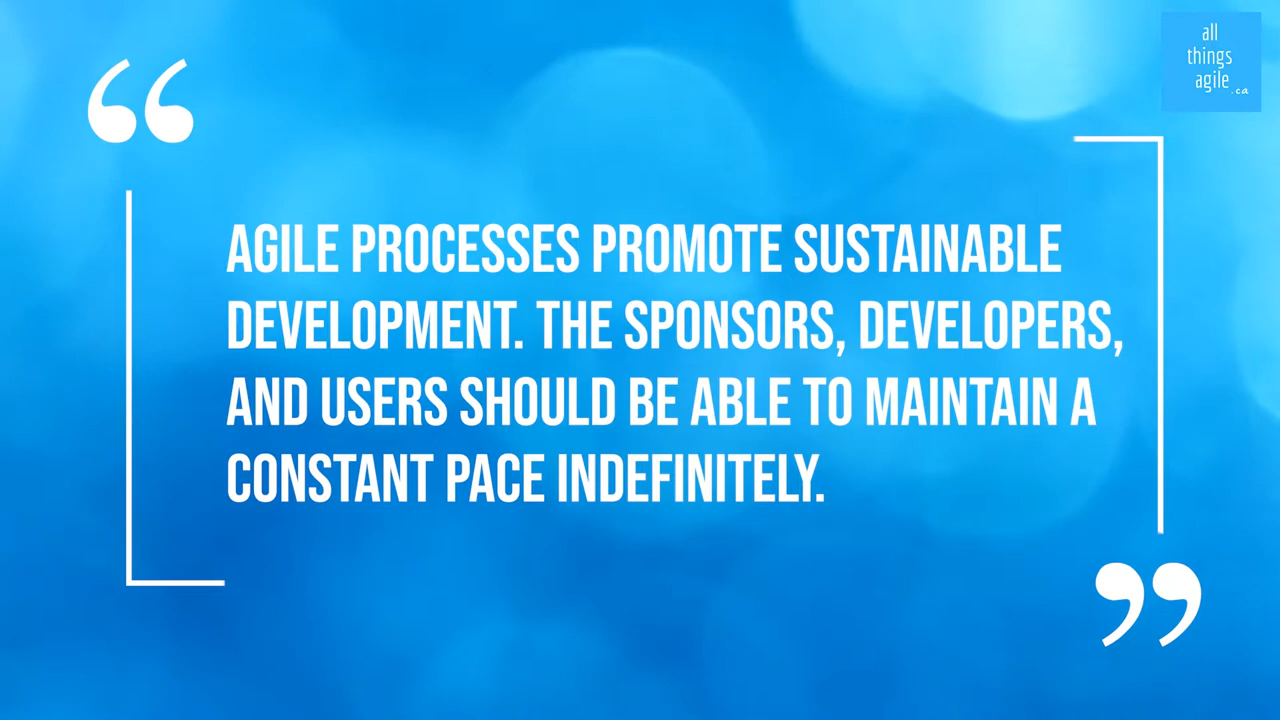 all
things
agile
.ca
“
AGILE PROCESSES PROMOTE SUSTAINABLE
DEVELOPMENT. THE SPONSORS, DEVELOPERS,
AND USERS SHOULD BE ABLE TO MAINTAIN A
CONSTANT PACE INDEFINITELY.
”